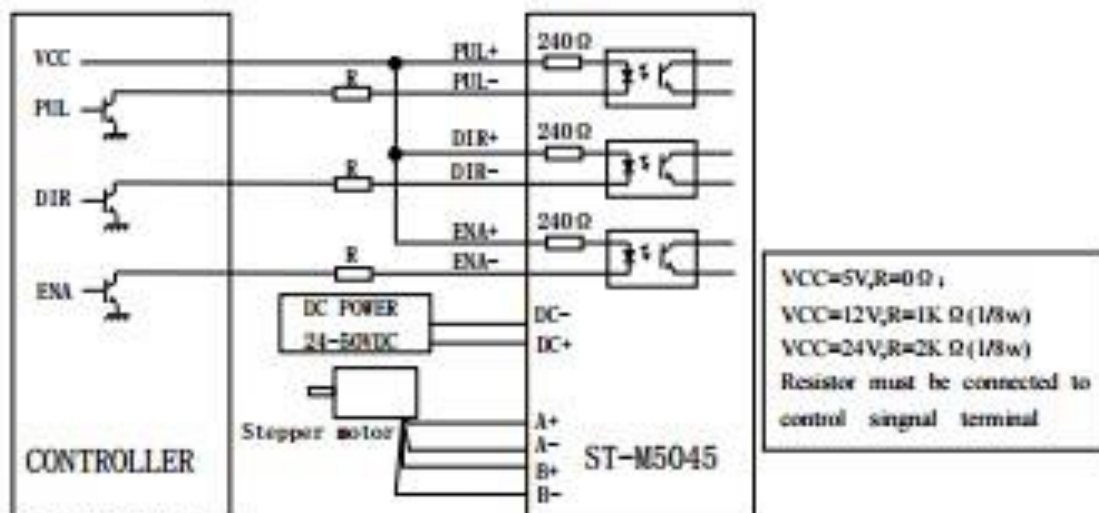 VCC
PUL
DIR
ENA
CONTROLLER
R
R
R
PUL+
PUL-
DIR+
DIR-
ENA+
ENA-
240Ω
240Ω
240Ω
DC POWER
24-50VDC
DC-
DC+
Stepper motor
A+
A-
B+
B-
ST-M5045
VCC=5V,R=0Ω;
VCC=12V,R=1KΩ(1/8w)
VCC=24V,R=2KΩ(1/8w)
Resistor must be connected to
control singnal terminal